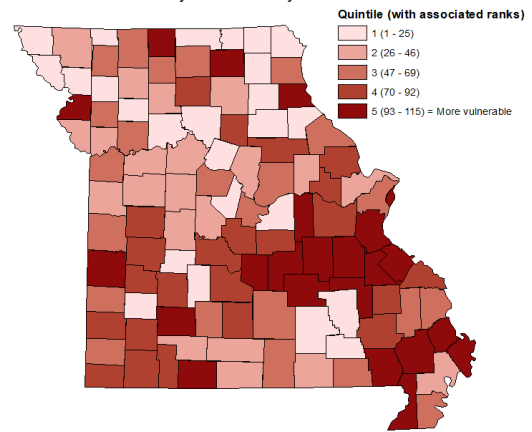 Quintile (with associated ranks)
1 (1 - 25)
2 (26 - 46)
3 (47 - 69)
4 (70 - 92)
5 (93 - 115) = More vulnerable